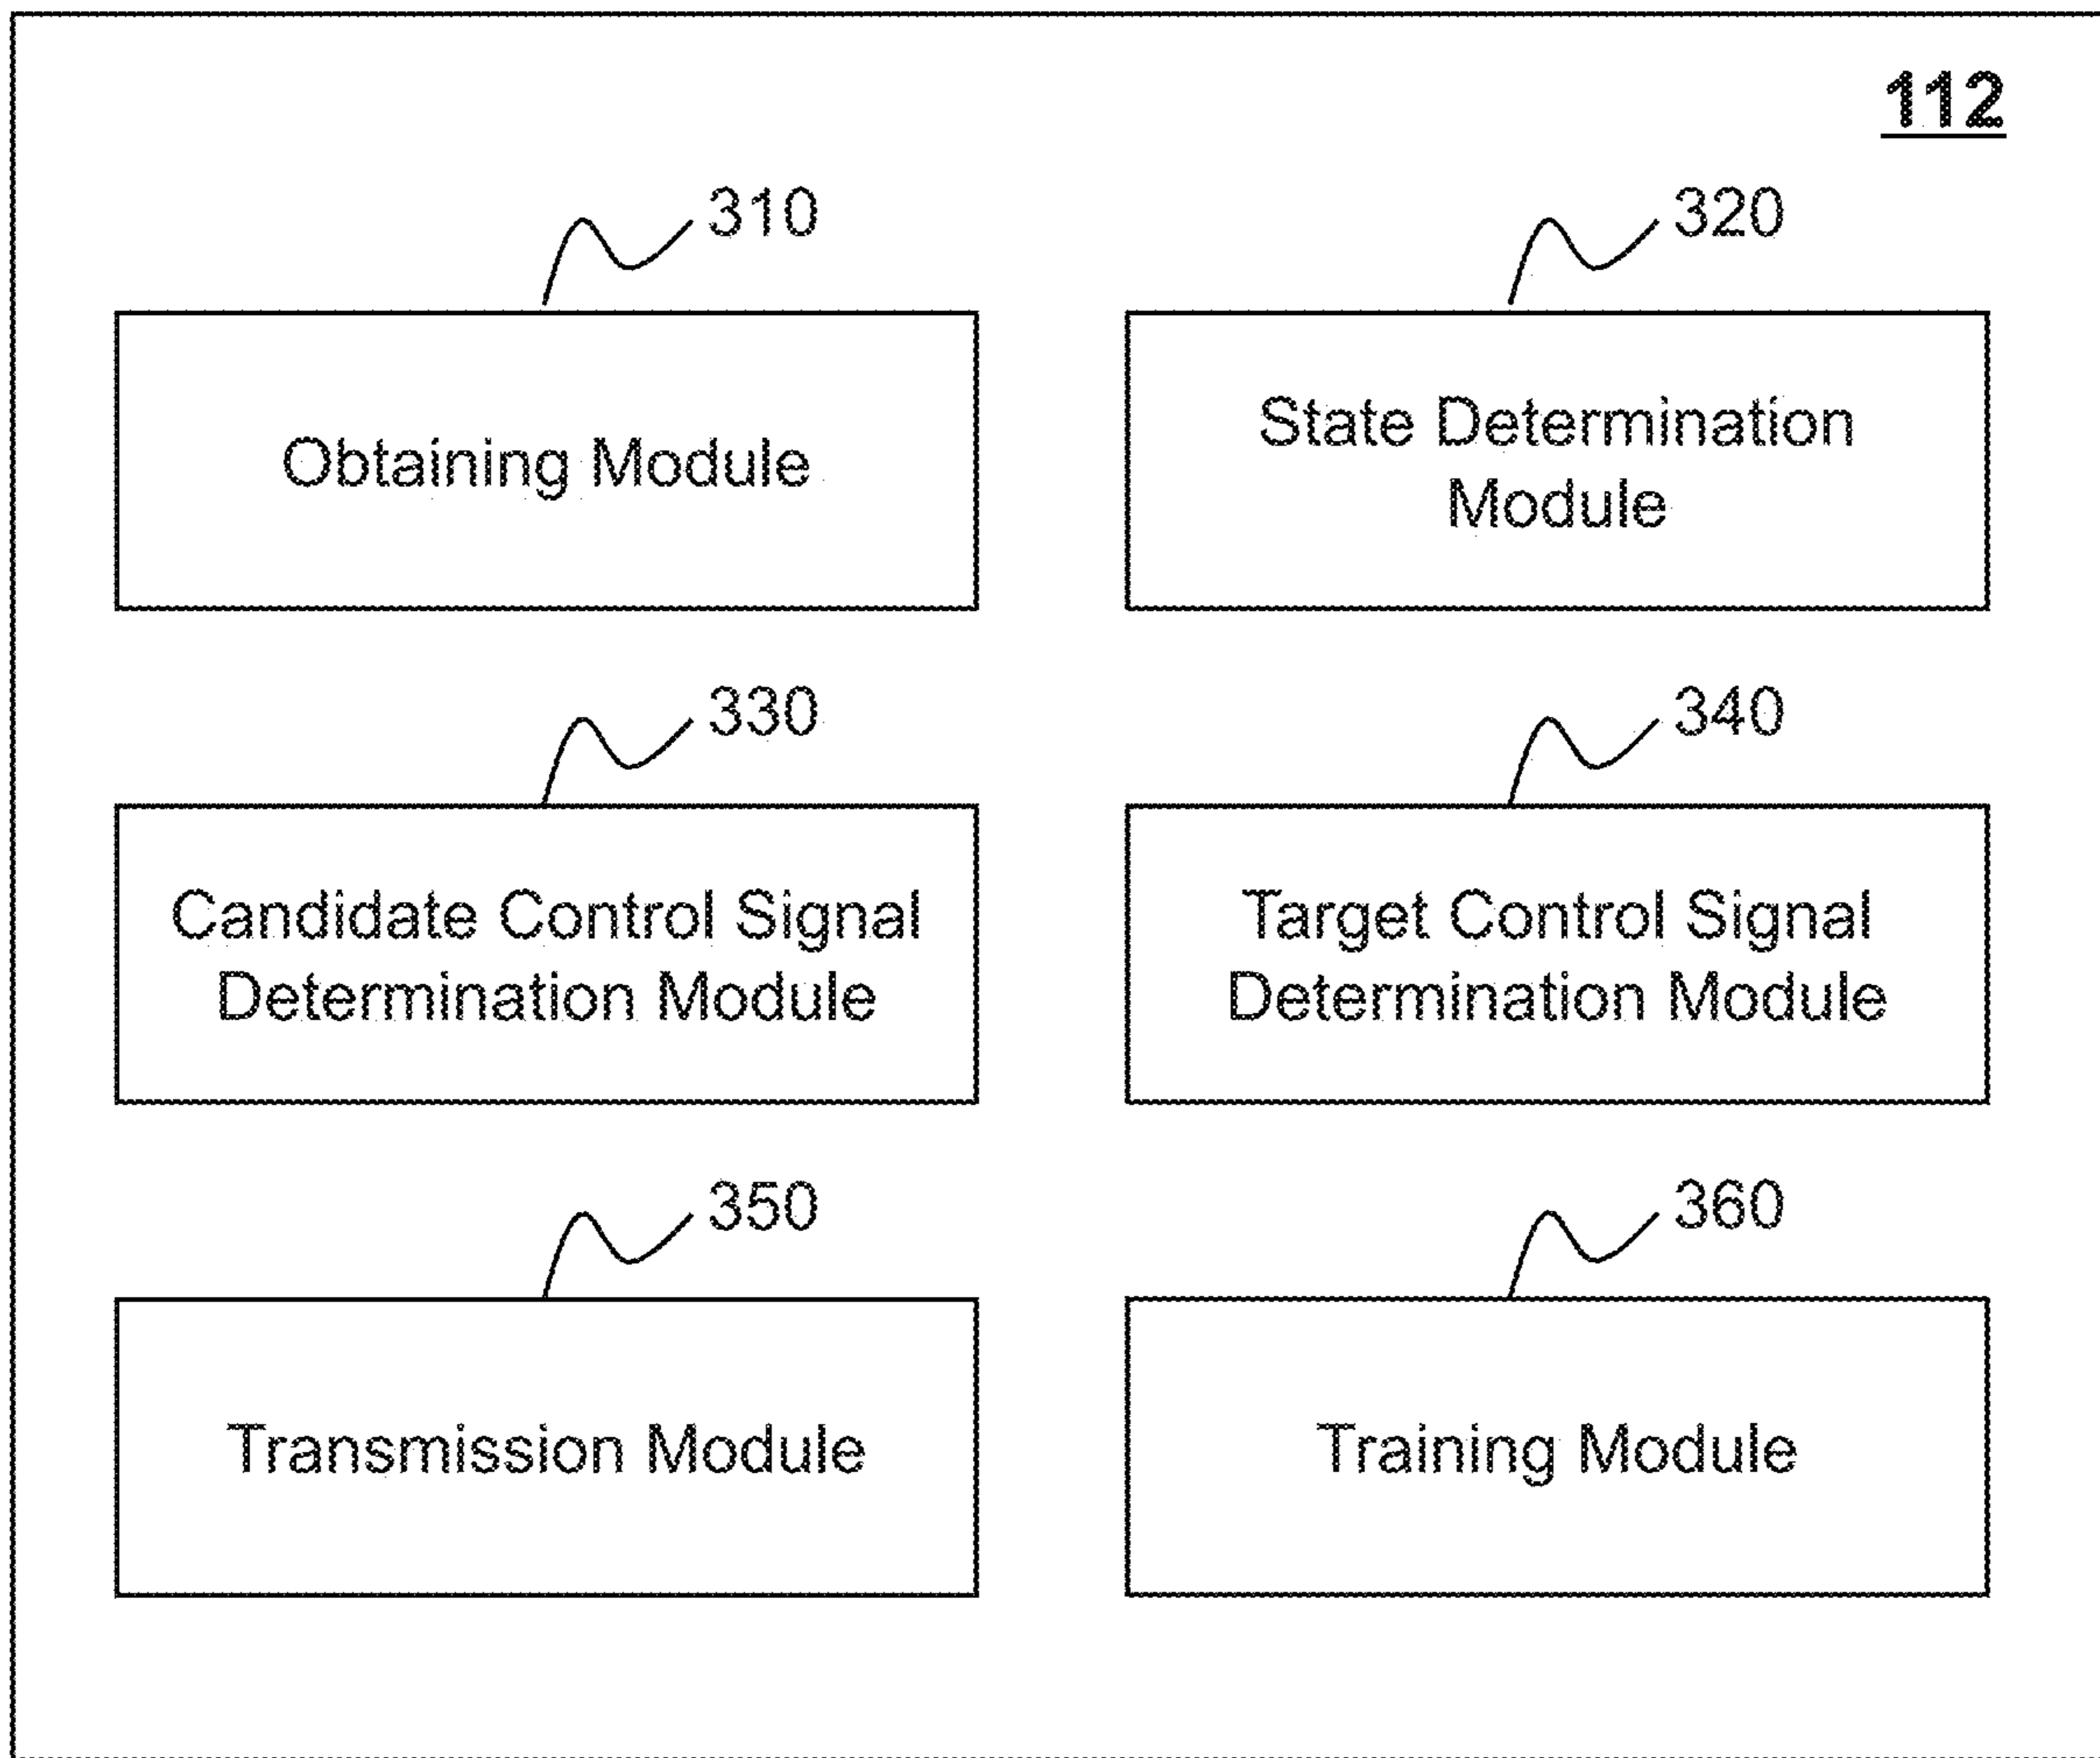 112
310
320
Obtaining Module
State Determination
Module
330
340
Candidate Control Signal
Determination Module
Target Control Signal
Determination Module
350
360
Transmission Module
Training Module